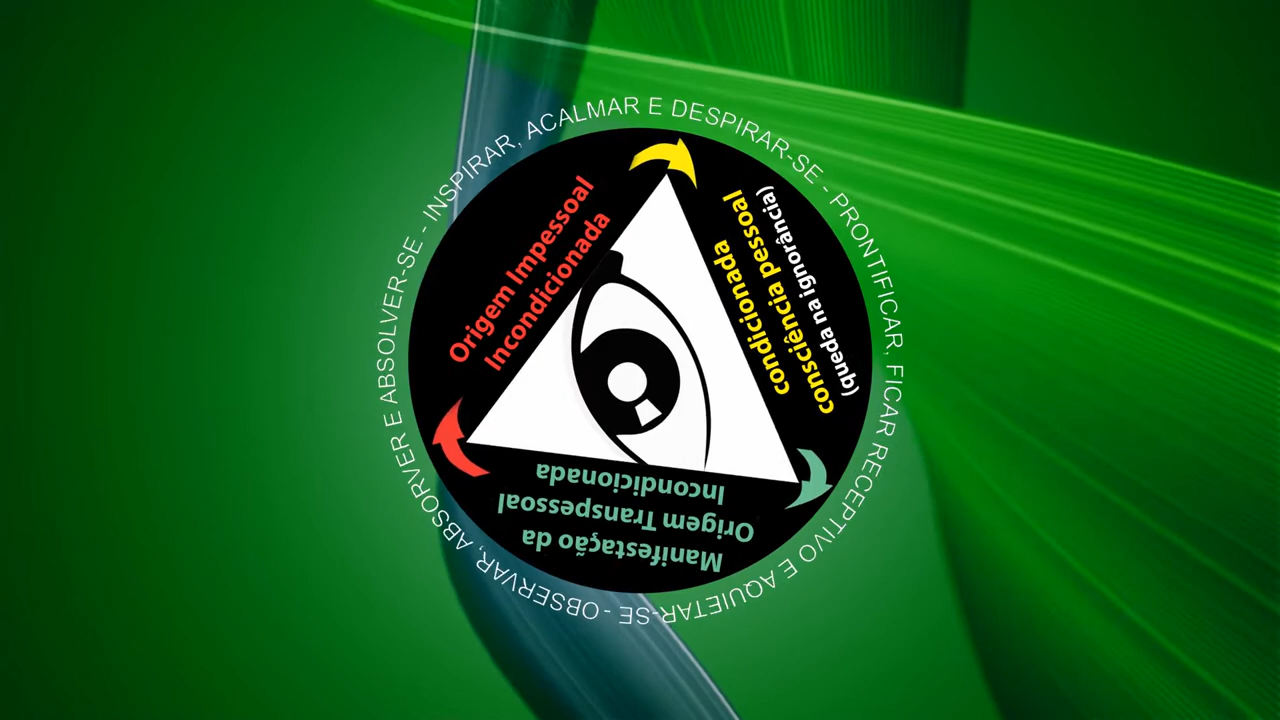 INSPIRAR, ACALMAR E DESPIRAR-SE - PRONTIFICAR, FICAR RECEPTIVO E AQUIETAR-SE - OBSERVAR, ABSORVER E ABSOLVER-SE -
Origem Impessoal
Incondicionada
(queda na ignorância)
consciência pessoal
condicionada
Manifestação da
Origem Transpessoal
Incondicionada